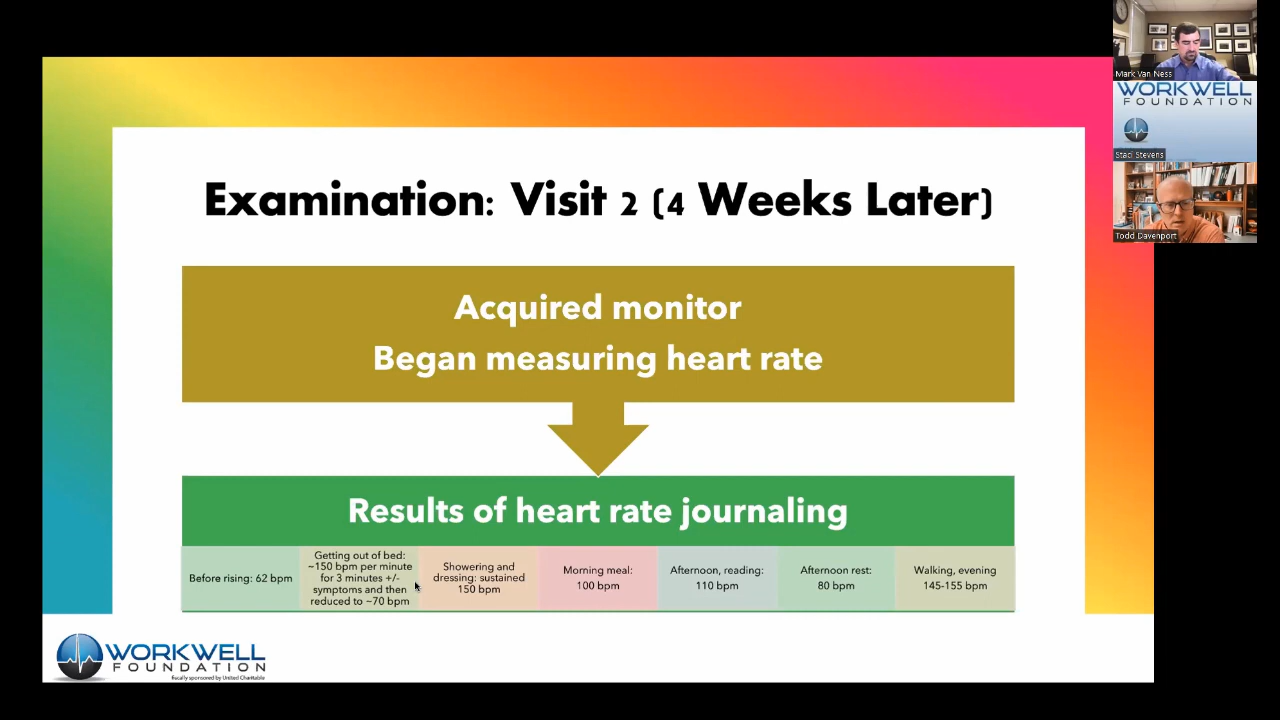 Examination: Visit 2 (4 Weeks Later)
Acquired monitor
Began measuring heart rate
Results of heart rate journaling
Before rising: 62 bpm
Getting out of bed:
~150 bpm per minute
for 3 minutes +/-
symptoms and then
reduced to ~70 bpm
Showering and
dressing: sustained
150 bpm
Morning meal:
100 bpm
Afternoon, reading:
110 bpm
Afternoon rest:
80 bpm
Walking, evening
145-155 bpm
WORKWELL
FOUNDATION
fiscally sponsored by United Charitable
Mark Van Ness
WORKWELL
FOUNDATION
Staci Stevens
Todd Davenport